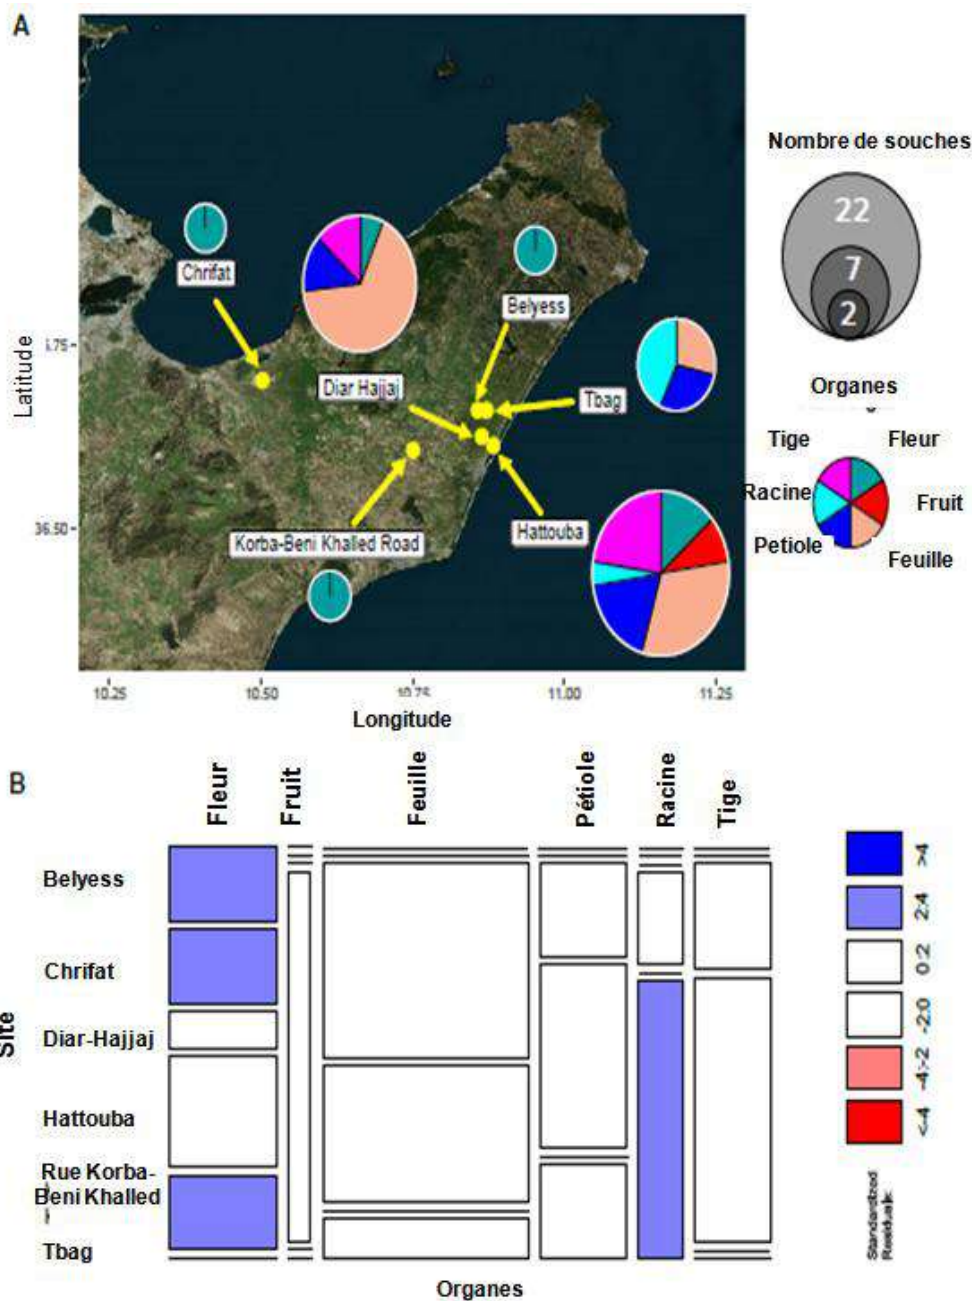 A
Nombre de souches
22
7
2
Chrifat
Belyess
Latitude
Diar Hajjaj
Tbag
Organes
Tige
Fleur
Racine
Fruit
Petiole
Feuille
Korba-Beni Khalled Road
Hattouba
10.25
10.50
10.75
11.00
11.25
Longitude
B
Fleur
Fruit
Feuille
Pétiole
Racine
Tige
Site
Belyess
Chrifat
Diar-Hajjaj
Hattouba
Rue Korba-
Beni Khalled
Tbag
Organes
>4
2:4
0:2
-2:0
-4:-2
<-4
Standardized
Residuals: